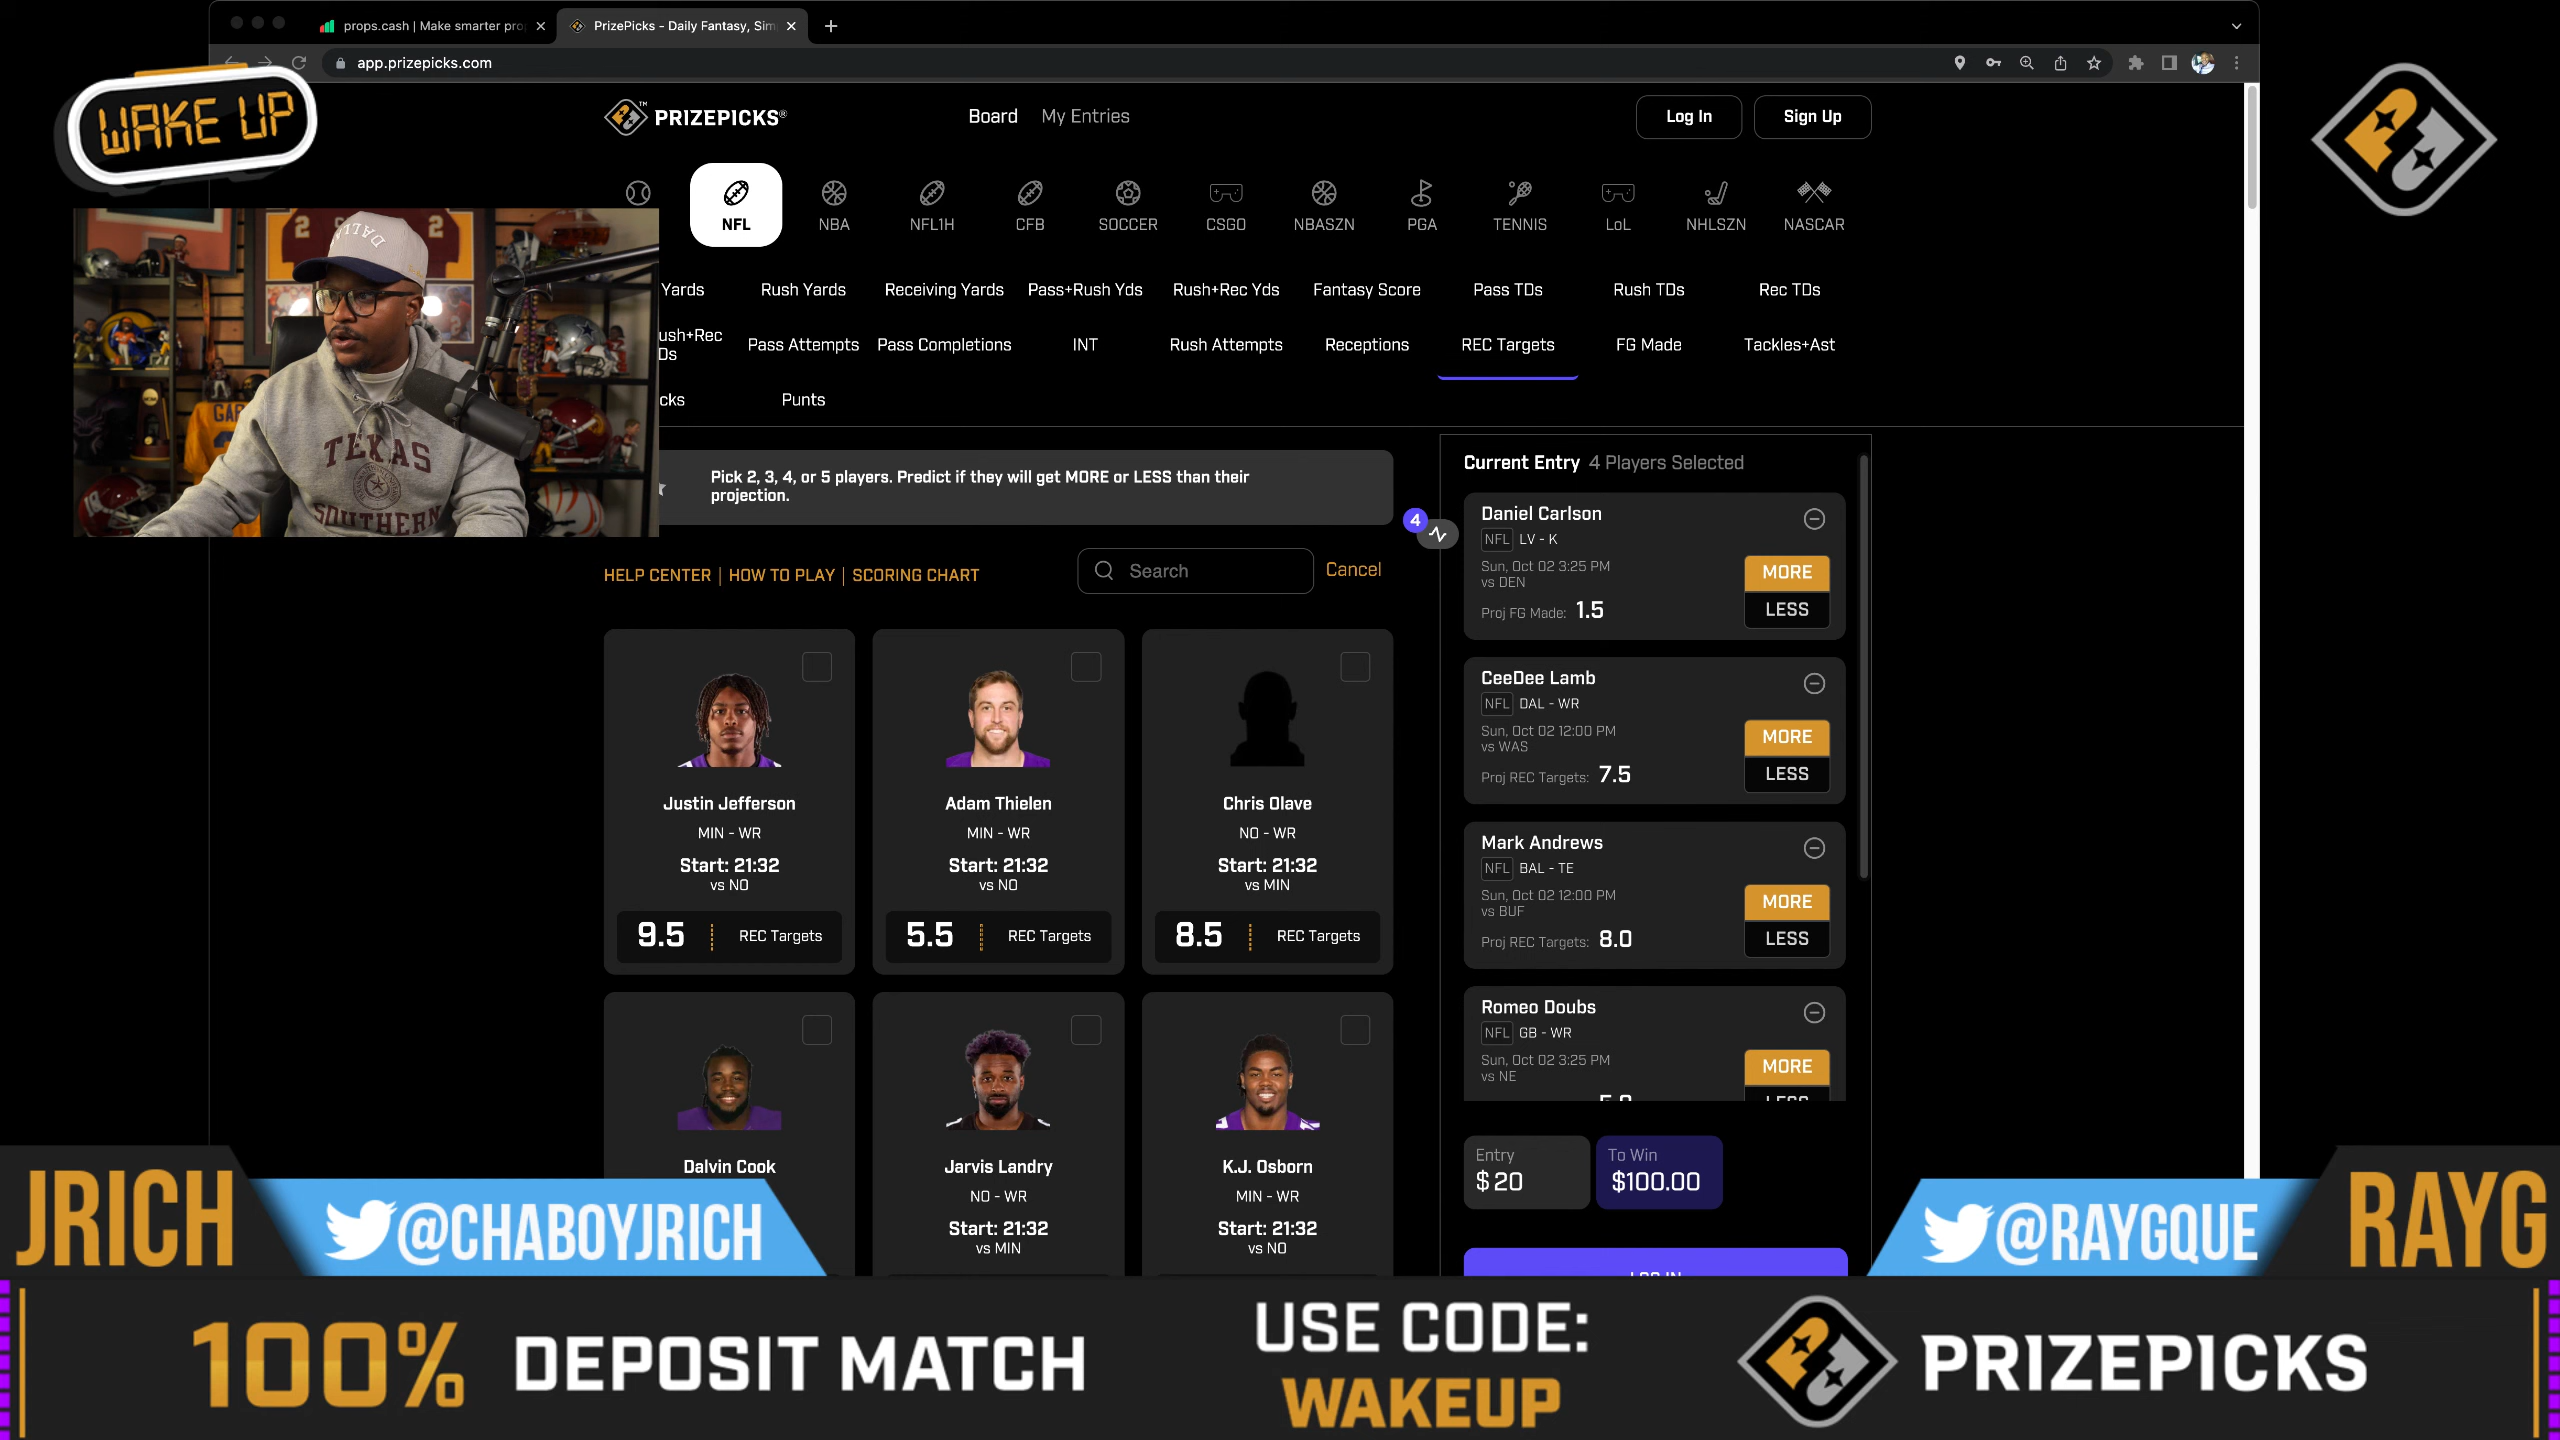 props.cash | Make smarter pro
PrizePicks - Daily Fantasy, Sim
app.prizepicks.com
WAKE UP
PRIZEPICKS®
Board
My Entries
Log In
Sign Up
NFL
NBA
NFL1H
CFB
SOCCER
CSGO
NBASZN
PGA
TENNIS
LoL
NHLSZN
NASCAR
Yards
Rush Yards
Receiving Yards
Pass+Rush Yds
Rush+Rec Yds
Fantasy Score
Pass TDs
Rush TDs
Rec TDs
ush+Rec
Ds
Pass Attempts
Pass Completions
INT
Rush Attempts
Receptions
REC Targets
FG Made
Tackles+Ast
cks
Punts
DALLAS
TEXAS
SOUTHERN
2
2
Pick 2, 3, 4, or 5 players. Predict if they will get MORE or LESS than their
projection.
HELP CENTER | HOW TO PLAY | SCORING CHART
Search
Cancel
Justin Jefferson
MIN - WR
Start: 21:32
vs NO
9.5
REC Targets
Adam Thielen
MIN - WR
Start: 21:32
vs NO
5.5
REC Targets
Chris Olave
NO - WR
Start: 21:32
vs MIN
8.5
REC Targets
Dalvin Cook
Jarvis Landry
NO - WR
Start: 21:32
vs MIN
K.J. Osborn
MIN - WR
Start: 21:32
vs NO
4
Current Entry 4 Players Selected
Daniel Carlson
NFL LV - K
Sun, Oct 02 3:25 PM
vs DEN
Proj FG Made: 1.5
MORE
LESS
CeeDee Lamb
NFL DAL - WR
Sun, Oct 02 12:00 PM
vs WAS
Proj REC Targets: 7.5
MORE
LESS
Mark Andrews
NFL BAL - TE
Sun, Oct 02 12:00 PM
vs BUF
Proj REC Targets: 8.0
MORE
LESS
Romeo Doubs
NFL GB - WR
Sun, Oct 02 3:25 PM
vs NE
MORE
LESS
Entry
$ 20
To Win
$100.00
JRICH
@CHABOYJRICH
@RAYGQUE
RAYG
100% DEPOSIT MATCH
USE CODE:
WAKEUP
PRIZEPICKS